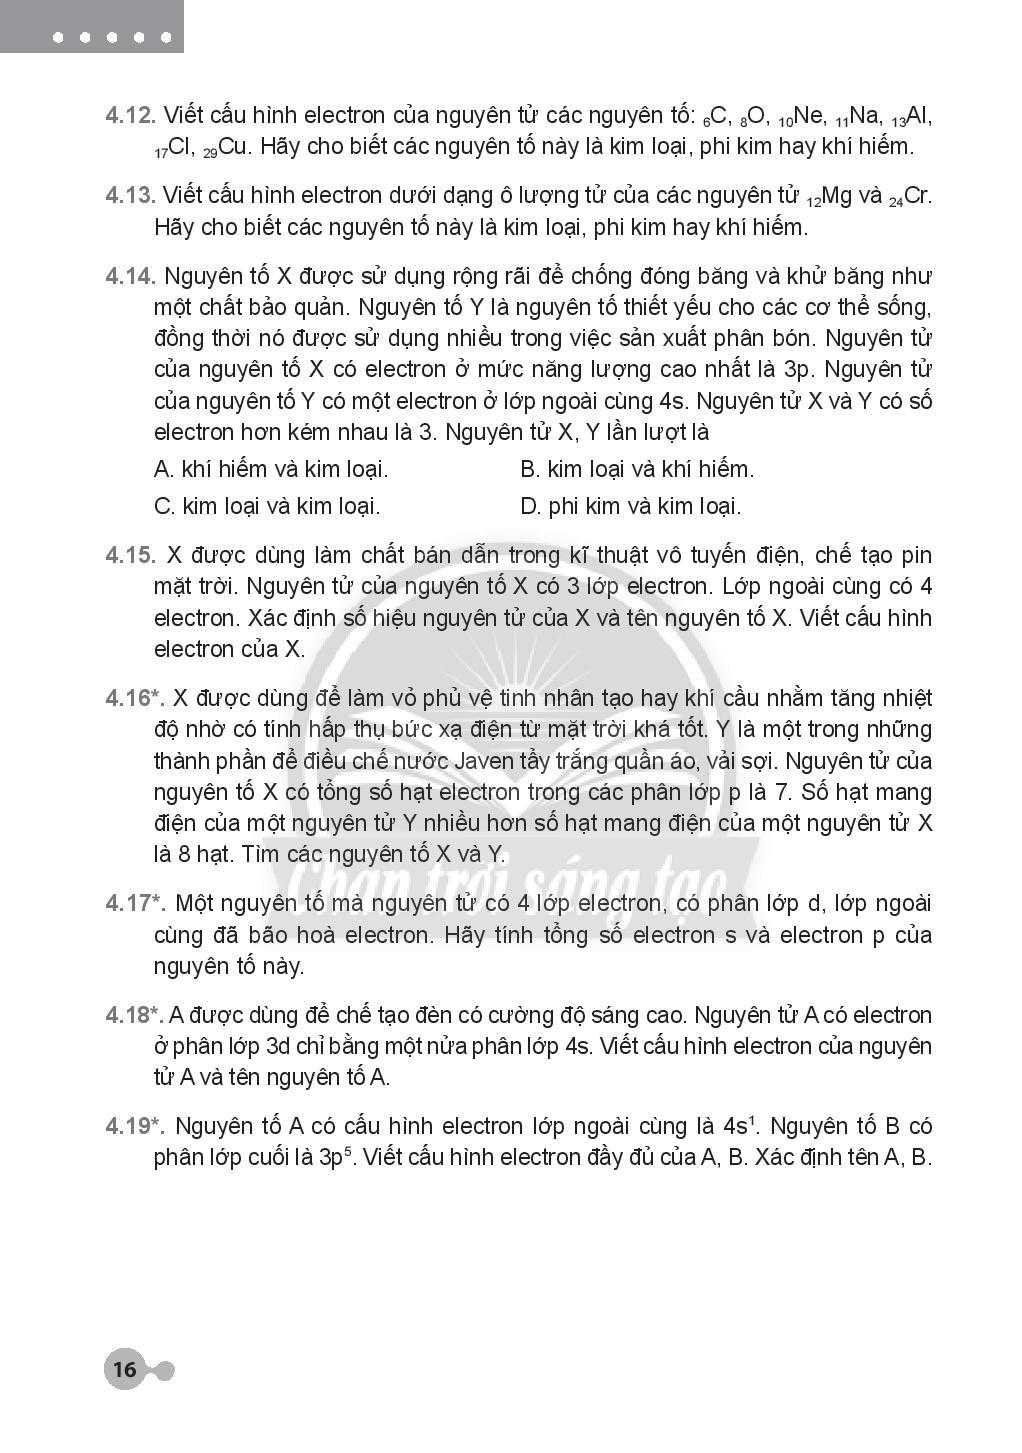 4.12. Viết cấu hình electron của nguyên tử các nguyên tố: ₆C, ₈O, ₁₀Ne, ₁₁Na, ₁₃Al,
₁₇Cl, ₂₉Cu. Hãy cho biết các nguyên tố này là kim loại, phi kim hay khí hiếm.
4.13. Viết cấu hình electron dưới dạng ô lượng tử của các nguyên tử ₁₂Mg và ₂₄Cr.
Hãy cho biết các nguyên tố này là kim loại, phi kim hay khí hiếm.
4.14. Nguyên tố X được sử dụng rộng rãi để chống đóng băng và khử băng như
một chất bảo quản. Nguyên tố Y là nguyên tố thiết yếu cho các cơ thể sống,
đồng thời nó được sử dụng nhiều trong việc sản xuất phân bón. Nguyên tử
của nguyên tố X có electron ở mức năng lượng cao nhất là 3p. Nguyên tử
của nguyên tố Y có một electron ở lớp ngoài cùng 4s. Nguyên tử X và Y có số
electron hơn kém nhau là 3. Nguyên tử X, Y lần lượt là
A. khí hiếm và kim loại. B. kim loại và khí hiếm.
C. kim loại và kim loại. D. phi kim và kim loại.
4.15. X được dùng làm chất bán dẫn trong kĩ thuật vô tuyến điện, chế tạo pin
mặt trời. Nguyên tử của nguyên tố X có 3 lớp electron. Lớp ngoài cùng có 4
electron. Xác định số hiệu nguyên tử của X và tên nguyên tố X. Viết cấu hình
electron của X.
4.16*. X được dùng để làm vỏ phủ vệ tinh nhân tạo hay khí cầu nhằm tăng nhiệt
độ nhờ có tính hấp thụ bức xạ điện từ mặt trời khá tốt. Y là một trong những
thành phần để điều chế nước Javen tẩy trắng quần áo, vải sợi. Nguyên tử của
nguyên tố X có tổng số hạt electron trong các phân lớp p là 7. Số hạt mang
điện của một nguyên tử Y nhiều hơn số hạt mang điện của một nguyên tử X
là 8 hạt. Tìm các nguyên tố X và Y.
Chân trời sáng tạo
4.17*. Một nguyên tố mà nguyên tử có 4 lớp electron, có phân lớp d, lớp ngoài
cùng đã bão hoà electron. Hãy tính tổng số electron s và electron p của
nguyên tố này.
4.18*. A được dùng để chế tạo đèn có cường độ sáng cao. Nguyên tử A có electron
ở phân lớp 3d chỉ bằng một nửa phân lớp 4s. Viết cấu hình electron của nguyên
tử A và tên nguyên tố A.
4.19*. Nguyên tố A có cấu hình electron lớp ngoài cùng là 4s¹. Nguyên tố B có
phân lớp cuối là 3p⁵. Viết cấu hình electron đầy đủ của A, B. Xác định tên A, B.
16